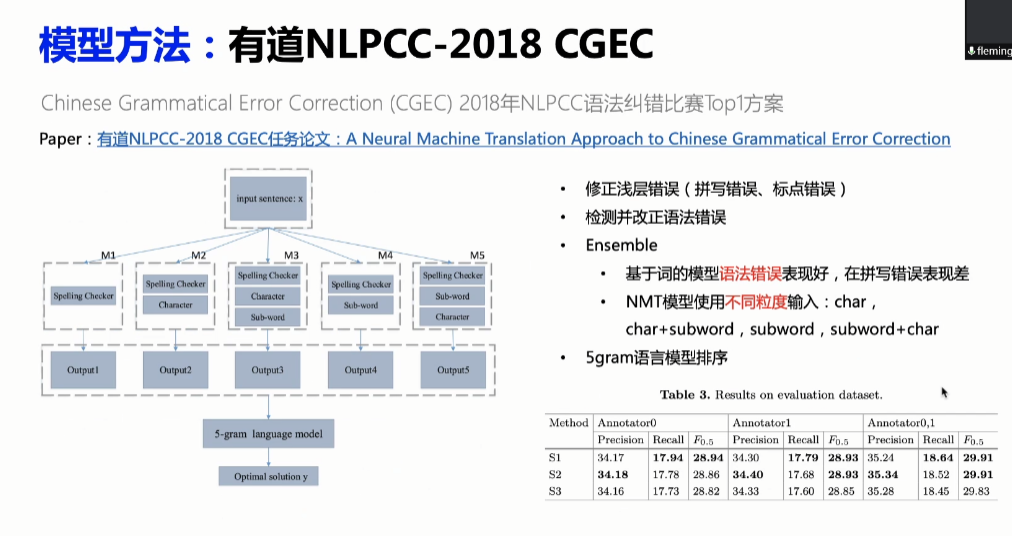 模型方法：有道NLPCC-2018 CGEC
fleming
Chinese Grammatical Error Correction (CGEC) 2018年NLPCC语法纠错比赛Top1方案
Paper：有道NLPCC-2018 CGEC任务论文：A Neural Machine Translation Approach to Chinese Grammatical Error Correction
input sentence: x
M1 M2 M3 M4 M5
Spelling Checker
Spelling Checker
Character
Spelling Checker
Character
Sub-word
Spelling Checker
Sub-word
Spelling Checker
Sub-word
Character
Output1 Output2 Output3 Output4 Output5
5-gram language model
Optimal solution y
• 修正浅层错误（拼写错误、标点错误）
• 检测并改正语法错误
• Ensemble
• 基于词的模型语法错误表现好，在拼写错误表现差
• NMT模型使用不同粒度输入：char，
char+subword，subword，subword+char
• 5gram语言模型排序
Table 3. Results on evaluation dataset.
Method Annotator0 Annotator1 Annotator0,1
Precision Recall F0.5 Precision Recall F0.5 Precision Recall F0.5
S1 34.17 17.94 28.94 34.30 17.79 28.93 35.24 18.64 29.91
S2 34.18 17.78 28.86 34.40 17.68 28.93 35.34 18.52 29.91
S3 34.16 17.73 28.82 34.33 17.60 28.85 35.28 18.45 29.83